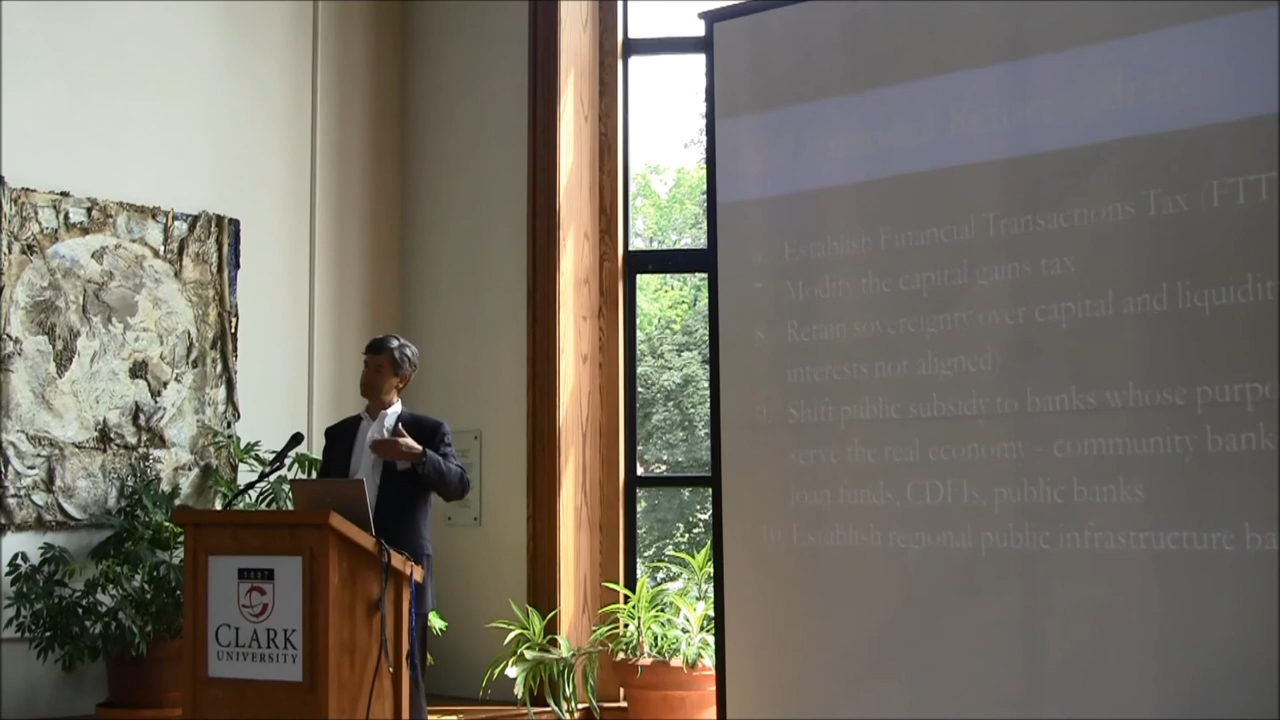 1887
CLARK
UNIVERSITY
Establish Financial Transactions Tax (FTT
Modify the capital gains tax
8. Retain sovereignty over capital and liquidit
interests not aligned)
Shift public subsidy to banks whose purpo
serve the real economy - community bank
loan funds, CDFIs, public banks
10. Establish regional public infrastructure ba